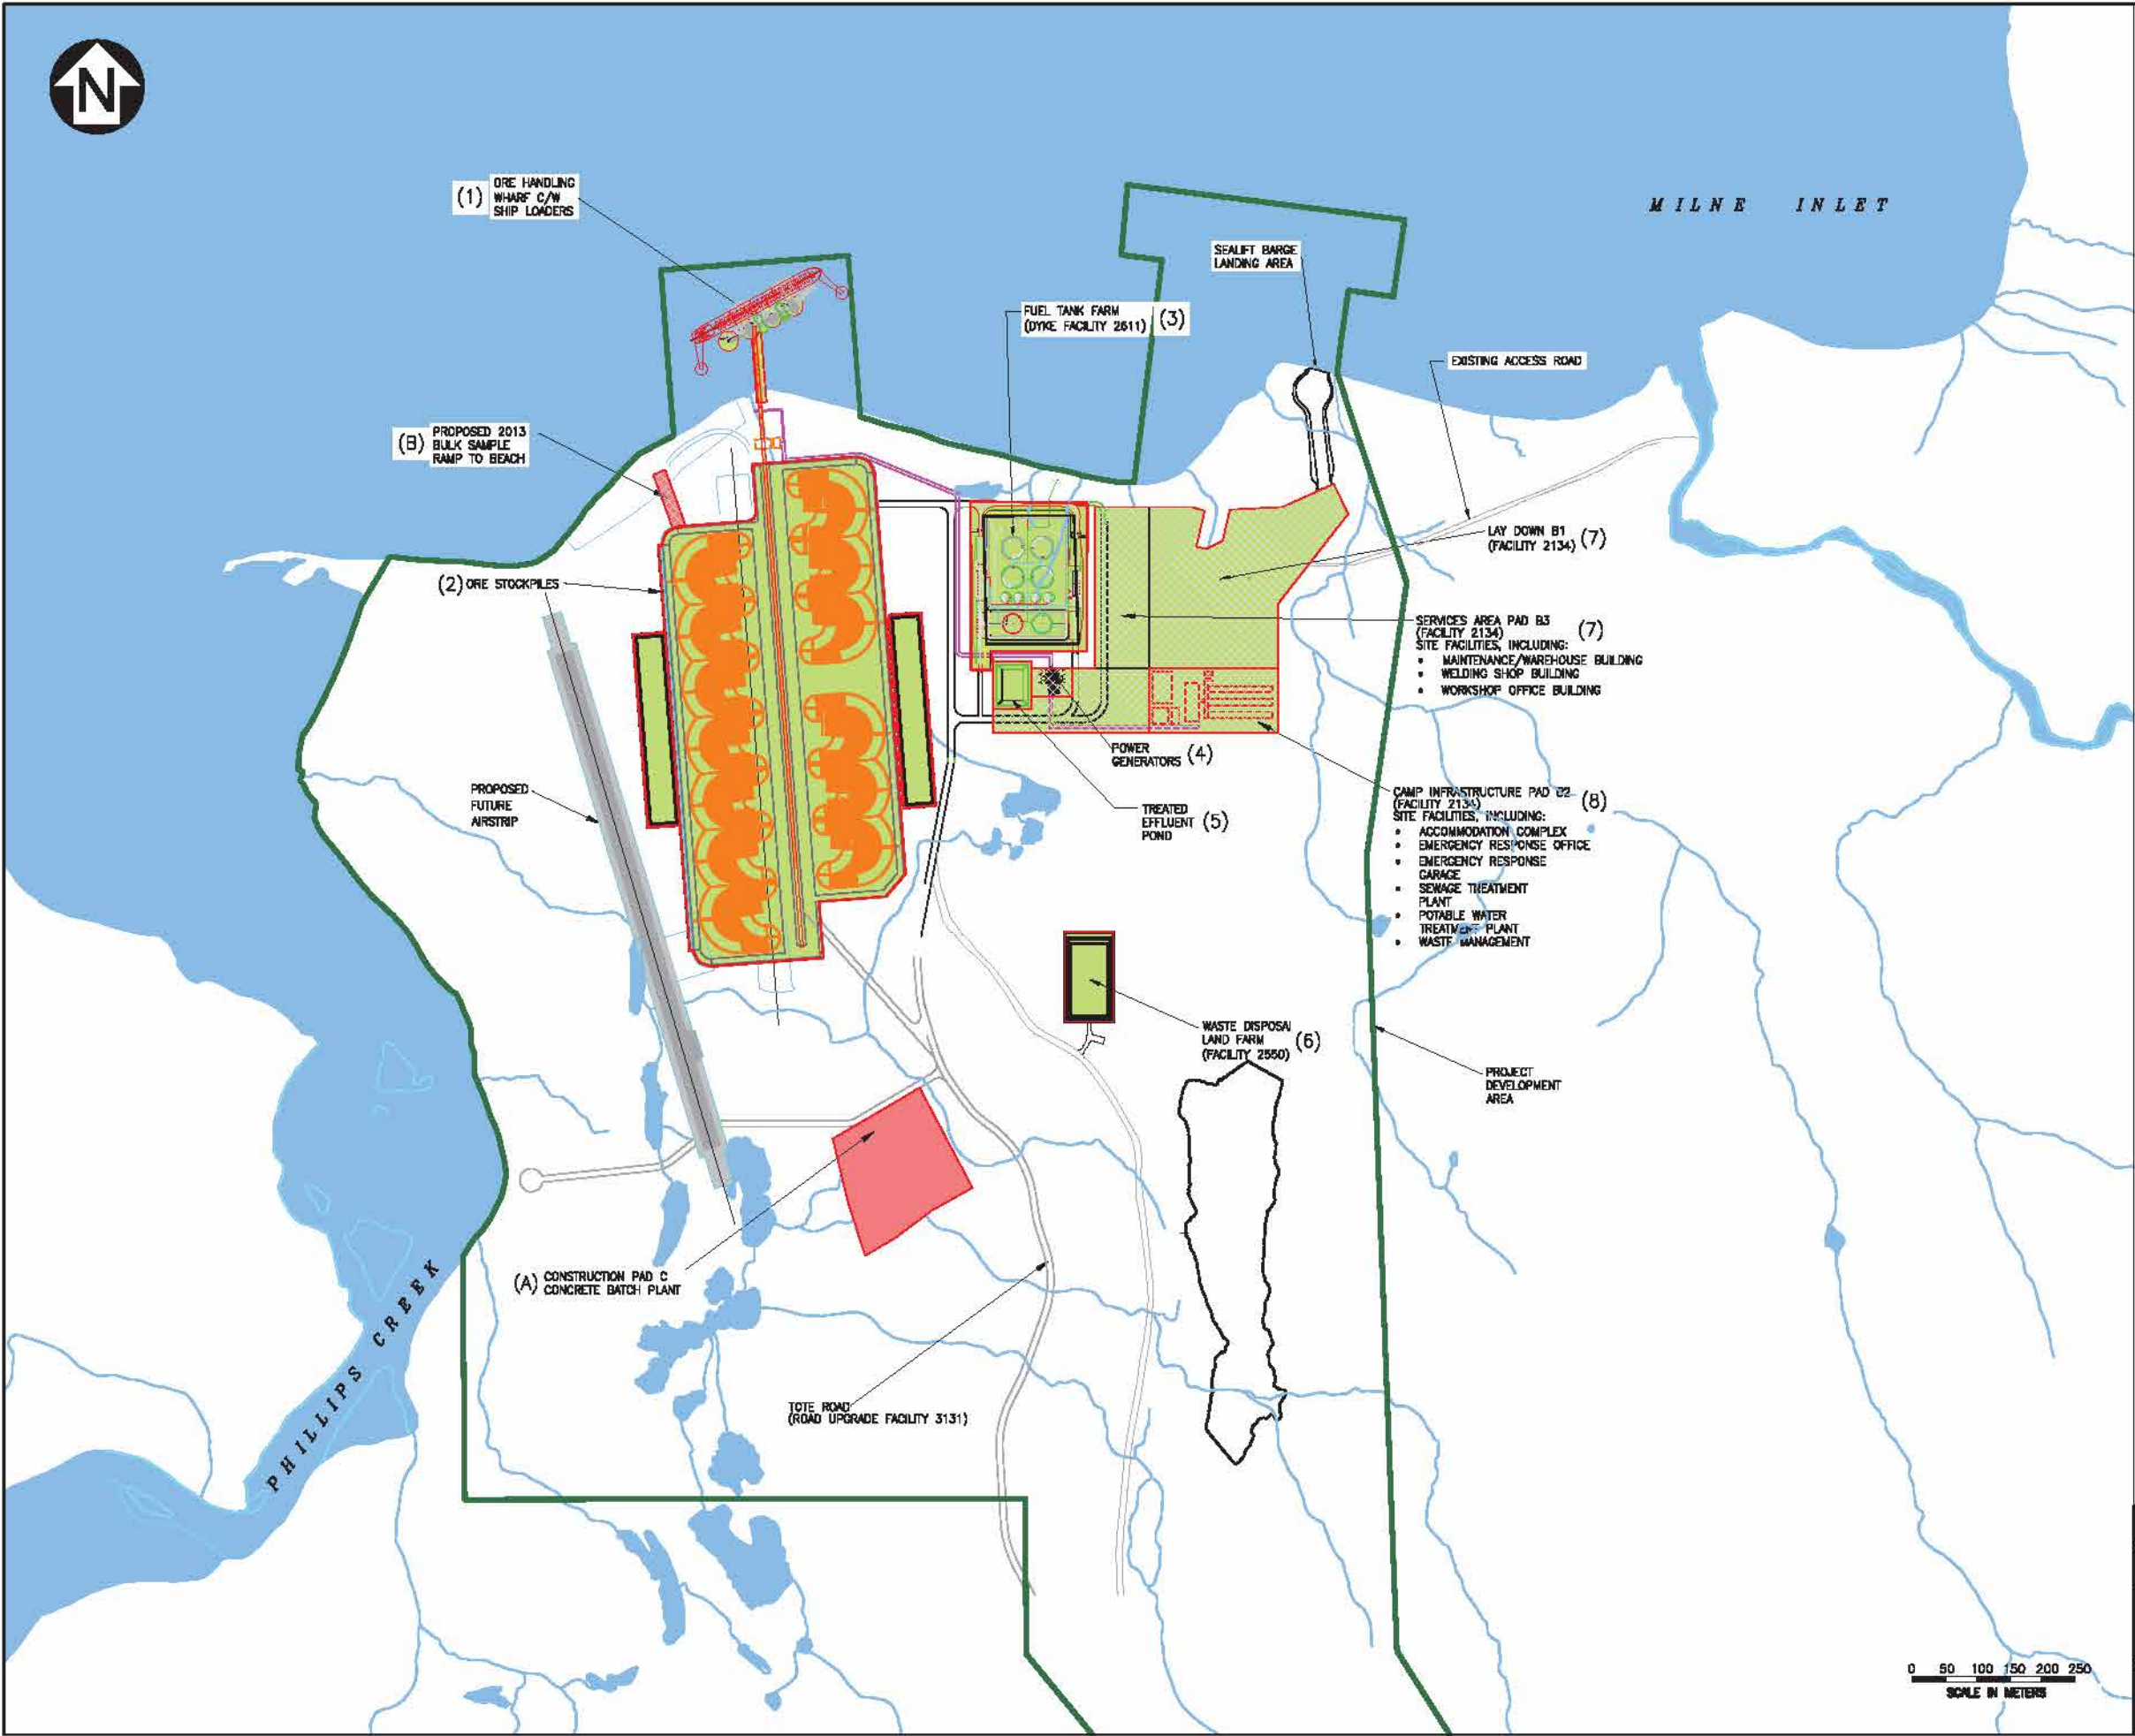 N
MILNE INLET
(1) ORE HANDLING
WHARF C/W
SHIP LOADERS
SEALIFT BARGE
LANDING AREA
FUEL TANK FARM
(DYKE FACILITY 2611) (3)
EXISTING ACCESS ROAD
(B) PROPOSED 2013
BULK SAMPLE
RAMP TO BEACH
LAY DOWN B1
(FACILITY 2134) (7)
(2) ORE STOCKPILES
SERVICES AREA PAD B3
(FACILITY 2134) (7)
SITE FACILITIES, INCLUDING:
• MAINTENANCE/WAREHOUSE BUILDING
• WELDING SHOP BUILDING
• WORKSHOP OFFICE BUILDING
POWER
GENERATORS (4)
PROPOSED
FUTURE
AIRSTRIP
TREATED
EFFLUENT
POND (5)
CAMP INFRASTRUCTURE PAD B2
(FACILITY 2134) (8)
SITE FACILITIES, INCLUDING:
• ACCOMMODATION COMPLEX
• EMERGENCY RESPONSE OFFICE
• EMERGENCY RESPONSE
GARAGE
• SEWAGE TREATMENT
PLANT
• POTABLE WATER
TREATMENT PLANT
• WASTE MANAGEMENT
WASTE DISPOSAL
LAND FARM
(FACILITY 2550) (6)
PROJECT
DEVELOPMENT
AREA
(A) CONSTRUCTION PAD C
CONCRETE BATCH PLANT
PHILLIPS CREEK
TOTE ROAD
(ROAD UPGRADE FACILITY 3131)
0 50 100 150 200 250
SCALE IN METERS